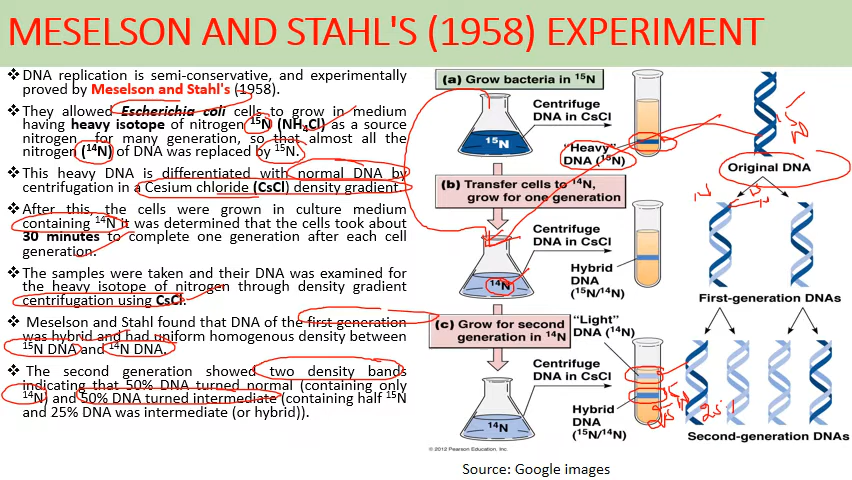 MESELSON AND STAHL'S (1958) EXPERIMENT
❖ DNA replication is semi-conservative, and experimentally
proved by Meselson and Stahl's (1958).
❖ They allowed Escherichia coli cells to grow in medium
having heavy isotope of nitrogen ¹⁵N (NH₄Cl) as a source
nitrogen for many generation, so that almost all the
nitrogen (¹⁴N) of DNA was replaced by ¹⁵N.
❖ This heavy DNA is differentiated with normal DNA by
centrifugation in a Cesium chloride (CsCl) density gradient.
❖ After this, the cells were grown in culture medium
containing ¹⁴N it was determined that the cells took about
30 minutes to complete one generation after each cell
generation.
❖ The samples were taken and their DNA was examined for
the heavy isotope of nitrogen through density gradient
centrifugation using CsCl.
❖ Meselson and Stahl found that DNA of the first generation
was hybrid and had uniform homogenous density between
¹⁵N DNA and ¹⁴N DNA.
❖ The second generation showed two density bands
indicating that 50% DNA turned normal (containing only
¹⁴N) and 50% DNA turned intermediate (containing half ¹⁵N
and 25% DNA was intermediate (or hybrid)).
(a) Grow bacteria in ¹⁵N
Centrifuge
DNA in CsCl
¹⁵N
"Heavy"
DNA (¹⁵N)
(b) Transfer cells to ¹⁴N,
grow for one generation
Centrifuge
DNA in CsCl
¹⁴N
Hybrid
DNA
(¹⁵N/¹⁴N)
(c) Grow for second
generation in ¹⁴N
"Light"
DNA (¹⁴N)
Centrifuge
DNA in CsCl
¹⁴N
Hybrid
DNA
(¹⁵N/¹⁴N)
15
N
Original DNA
First-generation DNAs
Second-generation DNAs
© 2012 Pearson Education, Inc.
Source: Google images